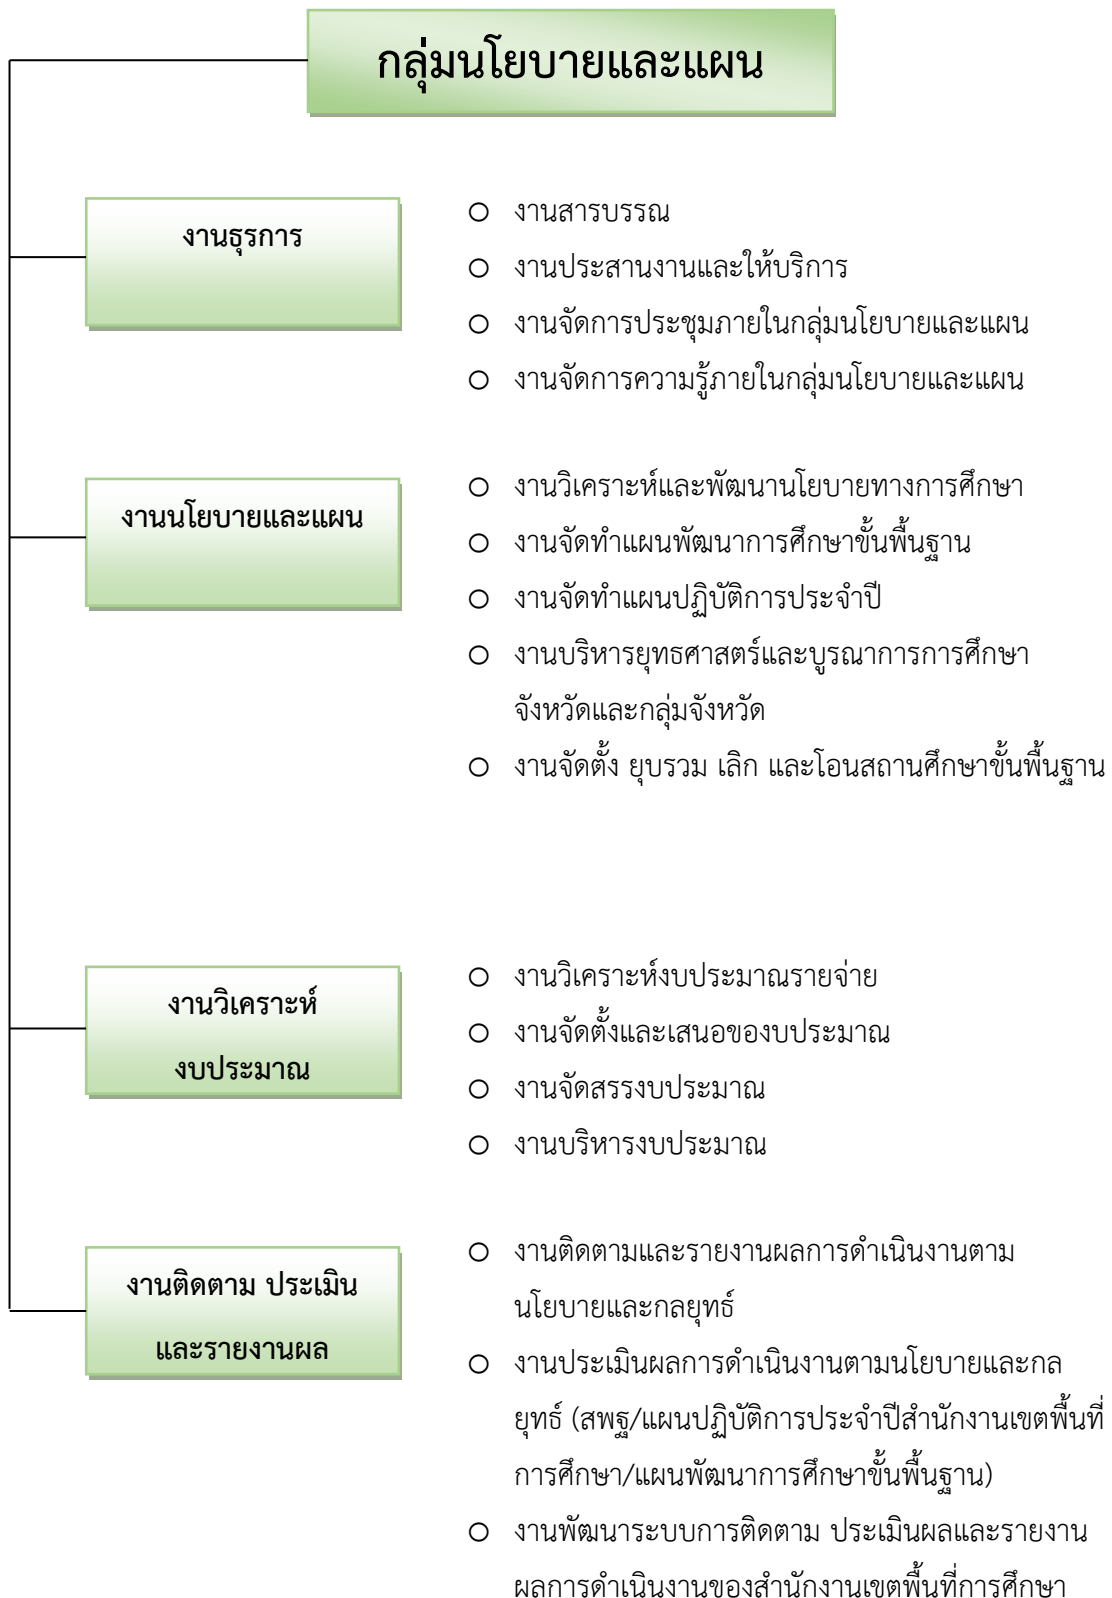 กลุ่มนโยบายและแผน
งานธุรการ
งานสารบรรณ
งานประสานงานและให้บริการ
งานจัดการประชุมภายในกลุ่มนโยบายและแผน
งานจัดการความรู้ภายในกลุ่มนโยบายและแผน
งานนโยบายและแผน
งานวิเคราะห์และพัฒนานโยบายทางการศึกษา
งานจัดทำแผนพัฒนาการศึกษาขั้นพื้นฐาน
งานจัดทำแผนปฏิบัติการประจำปี
งานบริหารยุทธศาสตร์และบูรณาการการศึกษา
จังหวัดและกลุ่มจังหวัด
งานจัดตั้ง ยุบรวม เลิก และโอนสถานศึกษาขั้นพื้นฐาน
งานวิเคราะห์
งบประมาณ
งานวิเคราะห์งบประมาณรายจ่าย
งานจัดตั้งและเสนอของบประมาณ
งานจัดสรรงบประมาณ
งานบริหารงบประมาณ
งานติดตาม ประเมิน
และรายงานผล
งานติดตามและรายงานผลการดำเนินงานตาม
นโยบายและกลยุทธ์
งานประเมินผลการดำเนินงานตามนโยบายและกล
ยุทธ์ (สพฐ/แผนปฏิบัติการประจำปีสำนักงานเขตพื้นที่
การศึกษา/แผนพัฒนาการศึกษาขั้นพื้นฐาน)
งานพัฒนาระบบการติดตาม ประเมินผลและรายงาน
ผลการดำเนินงานของสำนักงานเขตพื้นที่การศึกษา